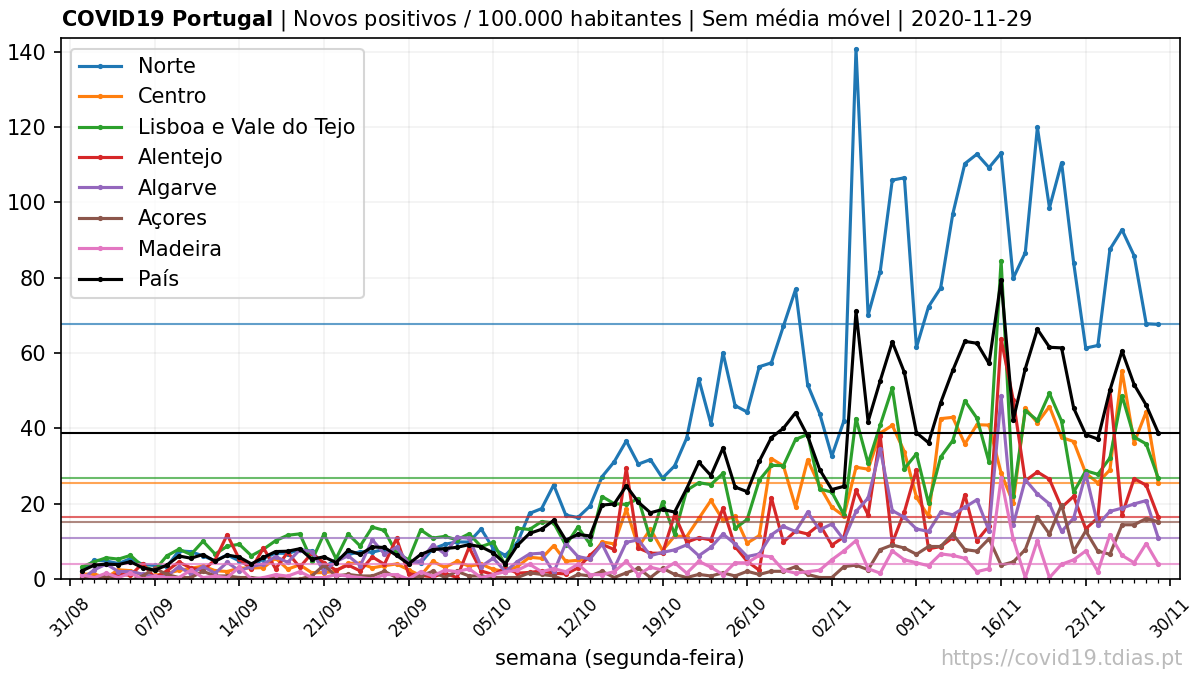 COVID19 Portugal | Novos positivos / 100.000 habitantes | Sem média móvel | 2020-11-29
140
120
100
80
60
40
20
0
Norte
Centro
Lisboa e Vale do Tejo
Alentejo
Algarve
Açores
Madeira
País
31/08
07/09
14/09
21/09
28/09
05/10
12/10
19/10
26/10
02/11
09/11
16/11
23/11
30/11
semana (segunda-feira)
https://covid19.tdias.pt